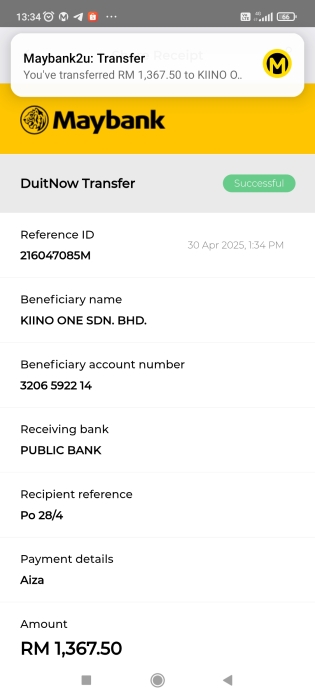 13:34
66
Maybank2u: Transfer
You've transferred RM 1,367.50 to KIINO O..
Receipt
Maybank
DuitNow Transfer
Successful
Reference ID
216047085M
30 Apr 2025, 1:34 PM
Beneficiary name
KIINO ONE SDN. BHD.
Beneficiary account number
3206 5922 14
Receiving bank
PUBLIC BANK
Recipient reference
Po 28/4
Payment details
Aiza
Amount
RM 1,367.50